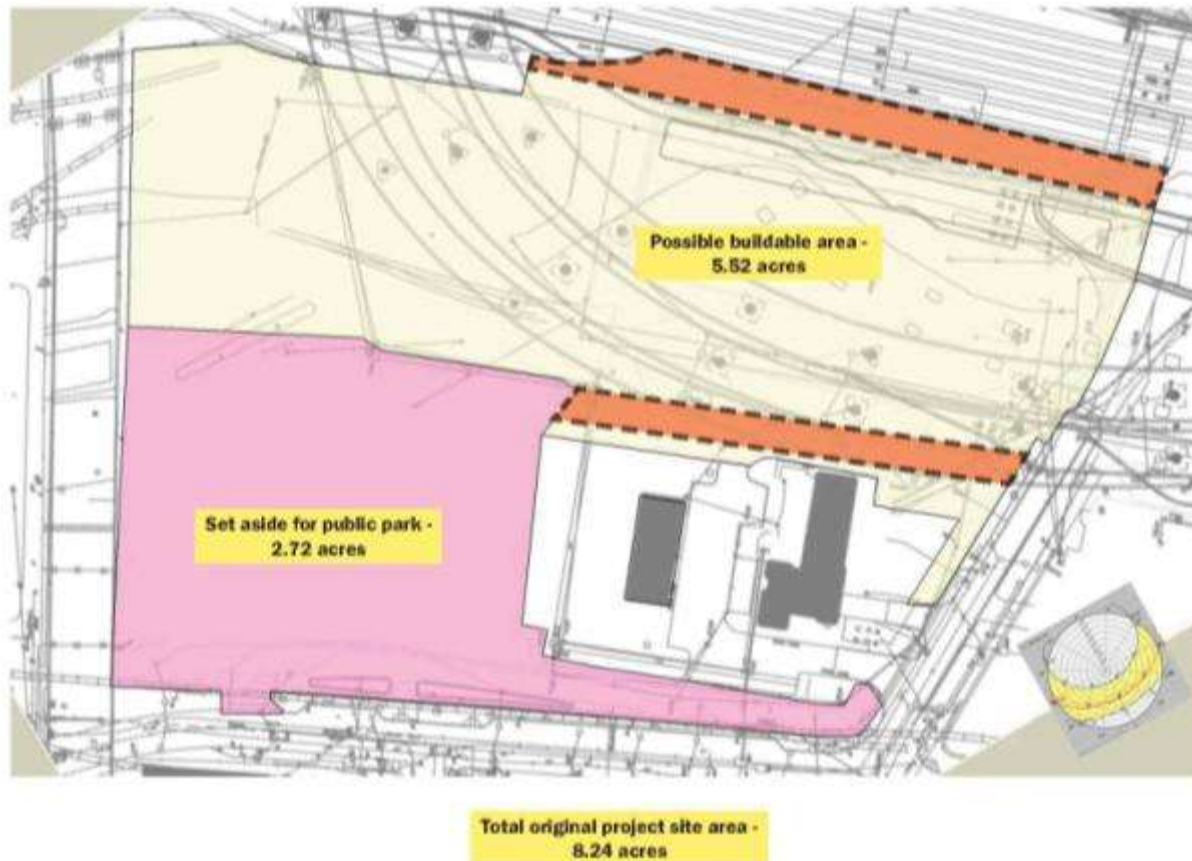 Possible buildable area -
5.52 acres
Set aside for public park -
2.72 acres
Total original project site area -
8.24 acres